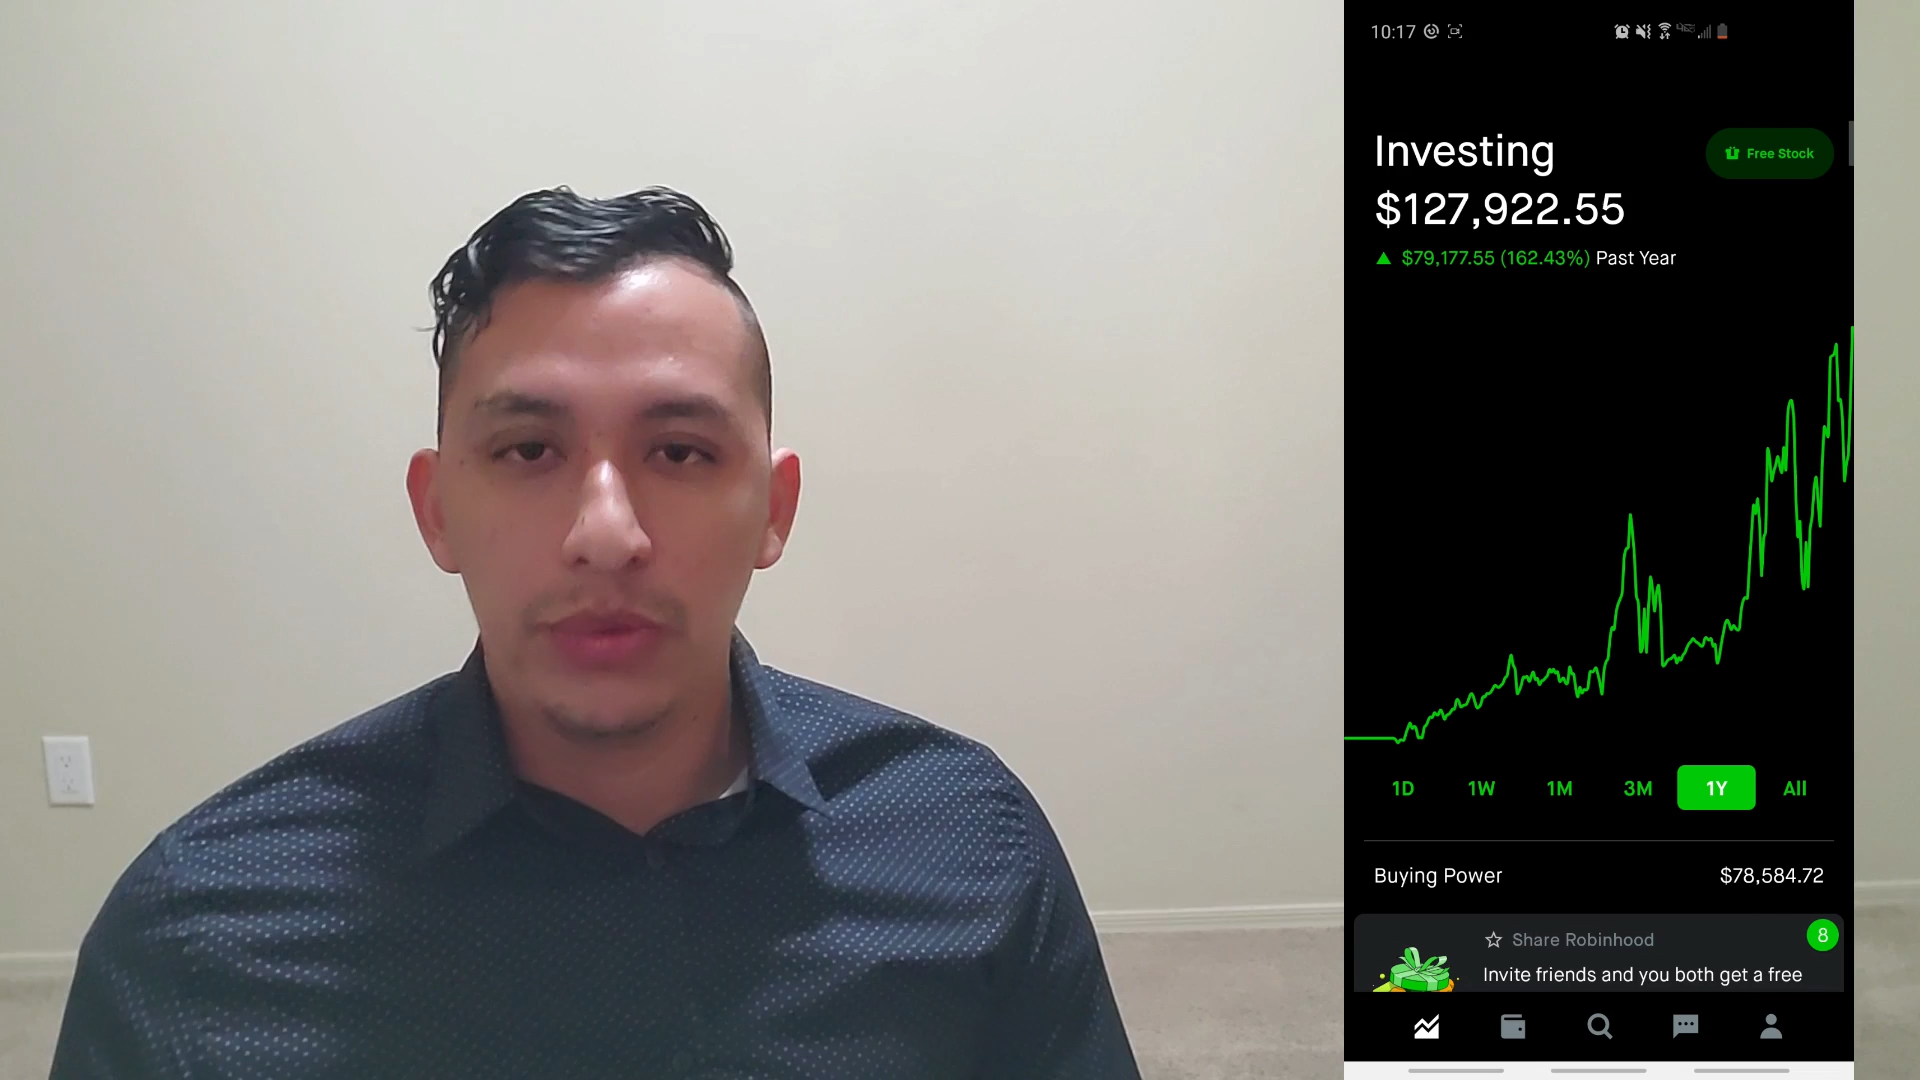 10:17
Investing
Free Stock
$127,922.55
$79,177.55 (162.43%) Past Year
1D 1W 1M 3M 1Y All
Buying Power $78,584.72
Share Robinhood 8
Invite friends and you both get a free